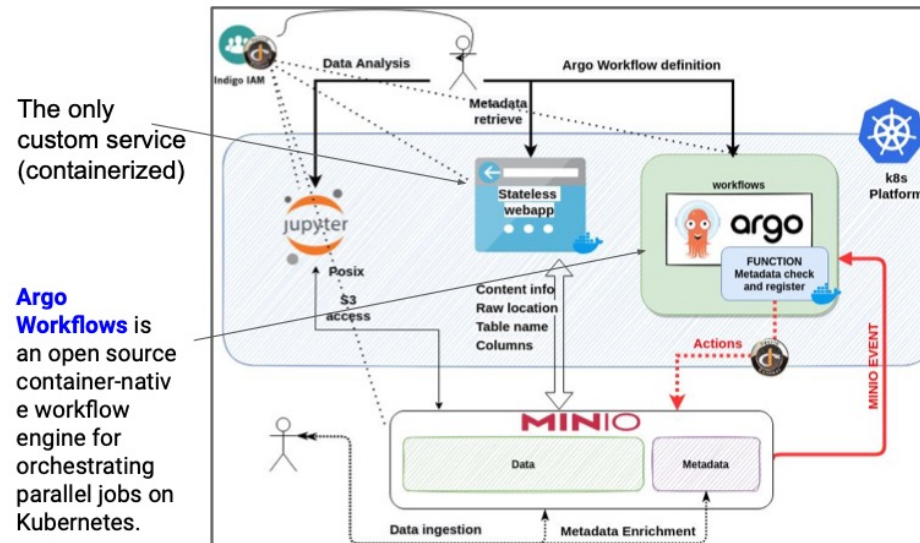 The only
custom service
(containerized)
Argo
Workflows is
an open source
container-nativ
e workflow
engine for
orchestrating
parallel jobs on
Kubernetes.
Indigo IAM
Data Analysis
Argo Workflow definition
Metadata
retrieve
k8s
Platform
Stateless
webapp
workflows
argo
FUNCTION
Metadata check
and register
jupyter
Posix
S3
access
Content info
Raw location
Table name
Columns
Actions
MINIO EVENT
MINIO
Data
Metadata
Data ingestion
Metadata Enrichment